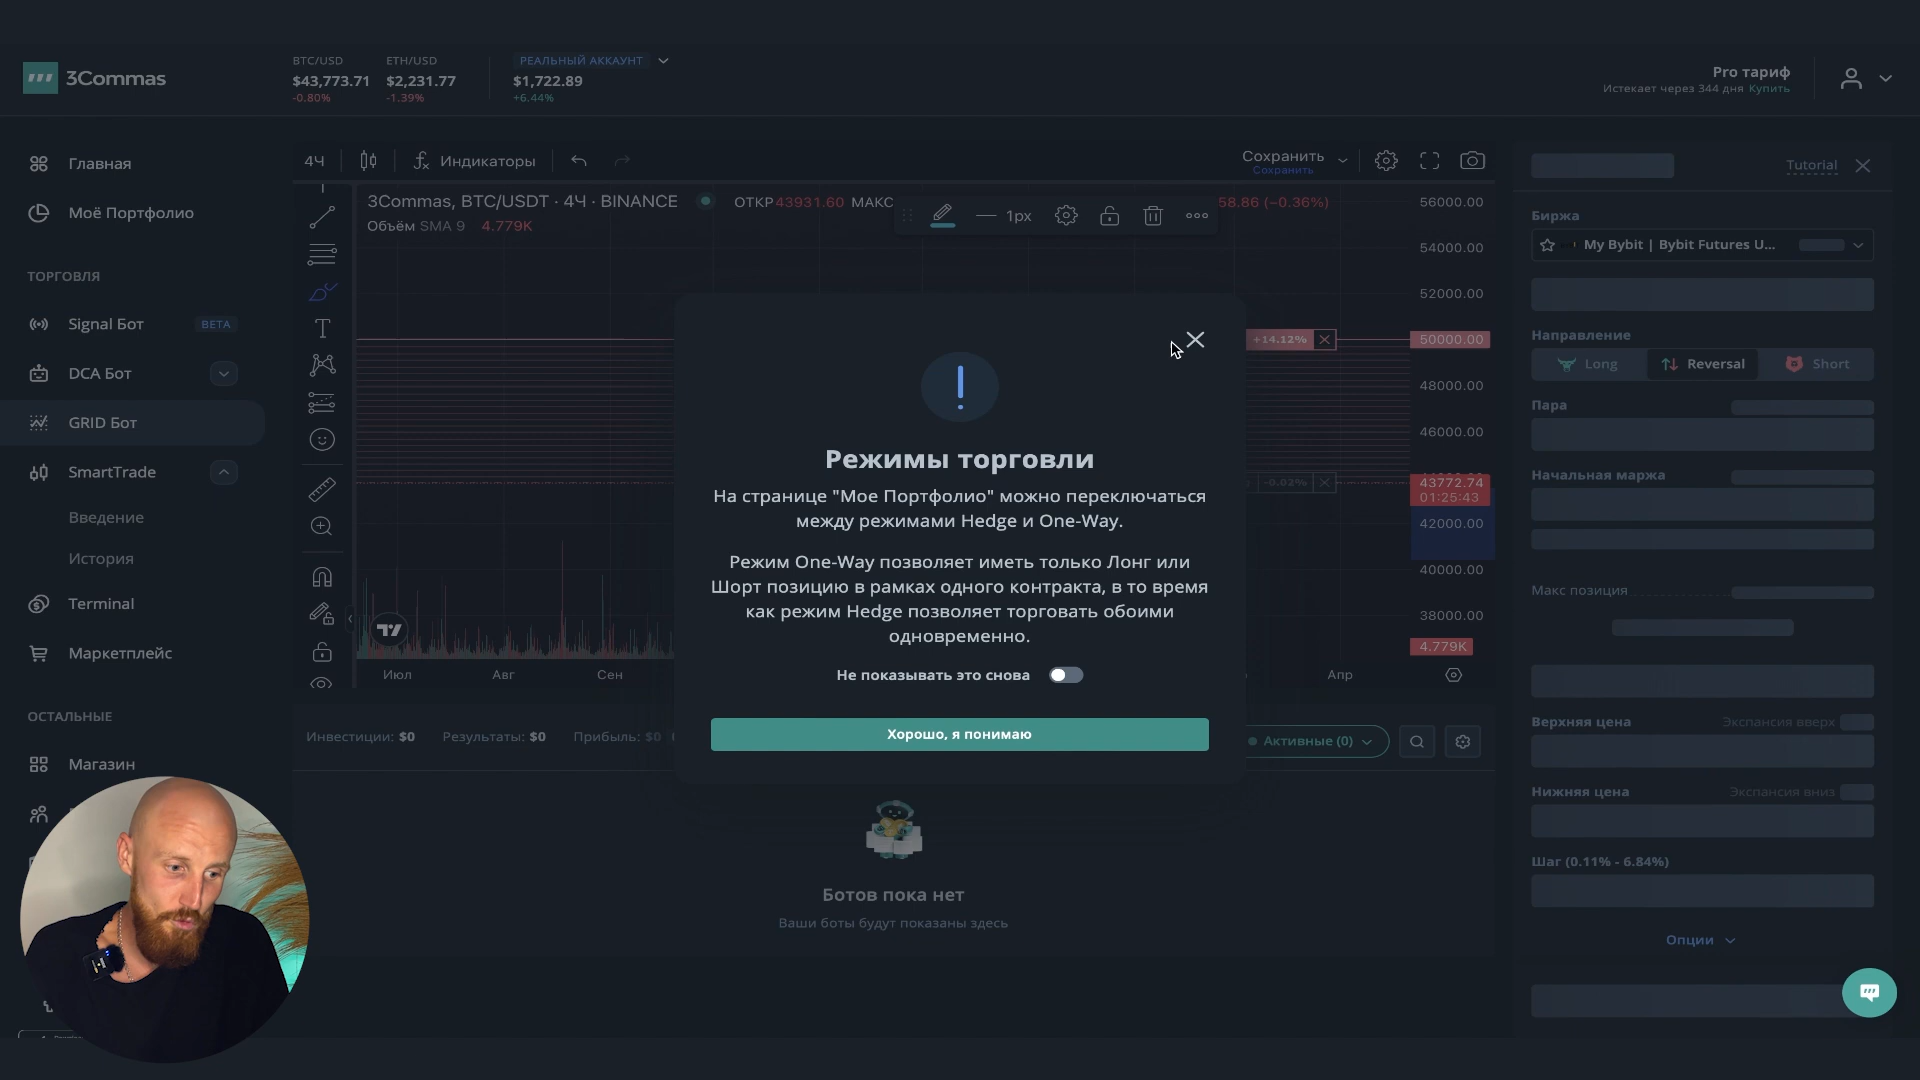 3Commas
BTC/USD
$43,773.71
-0.80%
ETH/USD
$2,231.77
-1.39%
РЕАЛЬНЫЙ АККАУНТ
$1,722.89
+6.44%
Pro тариф
Истекает через 344 дня Купить
Главная
Моё Портфолио
ТОРГОВЛЯ
Signal Бот BETA
DCA Бот
GRID Бот
SmartTrade
Введение
История
Terminal
Маркетплейс
ОСТАЛЬНЫЕ
Магазин
4Ч
Индикаторы
Сохранить
Сохранить
3Commas, BTC/USDT · 4Ч · BINANCE
ОТКР43931.60 МАКС
58.86 (−0.36%)
Объём SMA 9 4.779K
1px
56000.00
54000.00
52000.00
+14.12%
50000.00
48000.00
46000.00
-0.02%
43772.74
01:25:43
42000.00
40000.00
38000.00
4.779K
Июл
Авг
Сен
Апр
Режимы торговли
На странице "Мое Портфолио" можно переключаться
между режимами Hedge и One-Way.
Режим One-Way позволяет иметь только Лонг или
Шорт позицию в рамках одного контракта, в то время
как режим Hedge позволяет торговать обоими
одновременно.
Не показывать это снова
Хорошо, я понимаю
Инвестиции: $0
Результаты: $0
Прибыль: $0
Активные (0)
Ботов пока нет
Ваши боты будут показаны здесь
Tutorial
Биржа
My Bybit | Bybit Futures U...
Направление
Long
Reversal
Short
Пара
Начальная маржа
Макс позиция
Верхняя цена
Экспансия вверх
Нижняя цена
Экспансия вниз
Шаг (0.11% - 6.84%)
Опции